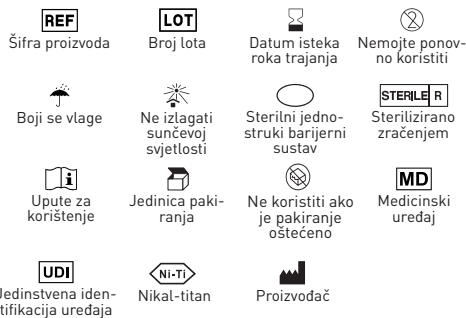 REF
LOT
Šifra proizvoda
Broj lota
Datum isteka
roka trajanja
Nemojte ponov-
no koristiti
2
STERILE R
Boji se vlage
Ne izlagati
sunčevoj
svjetlosti
Sterilni jedno-
struki barijerni
sustav
Sterilizirano
zračenjem
i
MD
Upute za
korištenje
Jedinica paki-
ranja
Ne koristiti ako
je pakiranje
oštećeno
Medicinski
uređaj
UDI
Ni-Ti
Jedinstvena iden-
tifikacija uređaja
Nikal-titan
Proizvođač